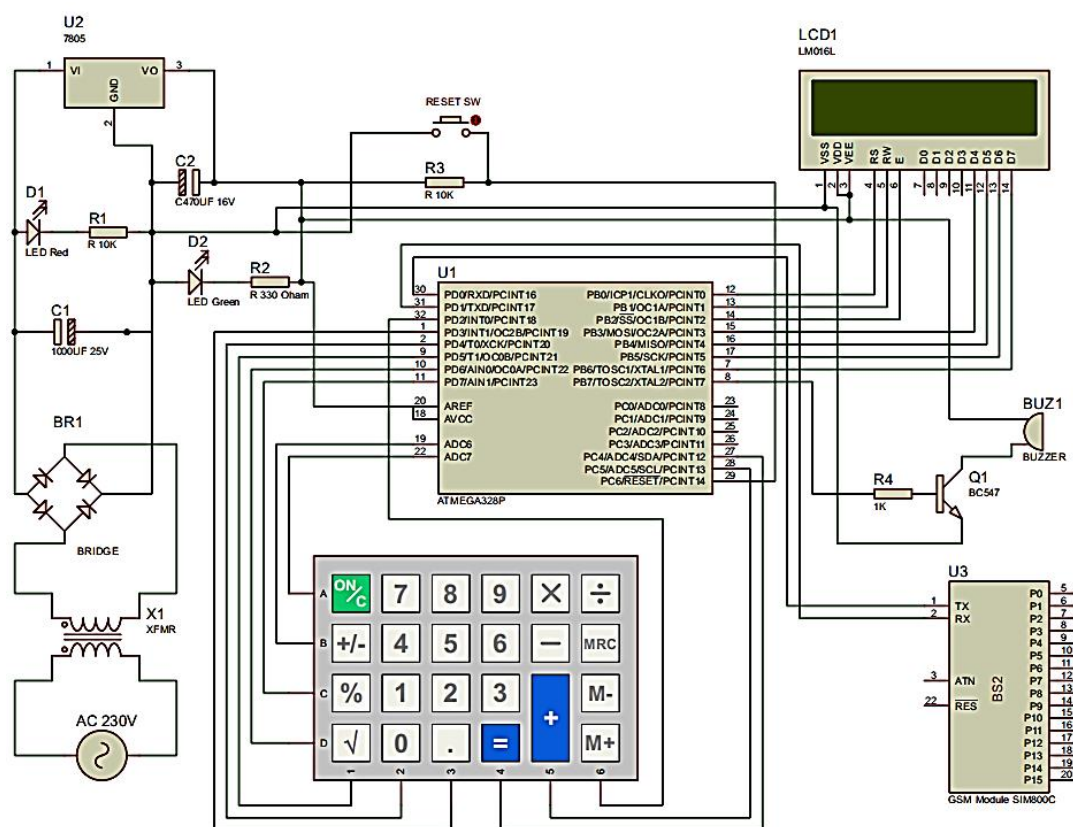 U2
7805
1 VI VO 3
GND
2
LCD1
LM016L
VSS VDD VEE RS RW E D0 D1 D2 D3 D4 D5 D6 D7
1 2 3 4 5 6 7 8 9 10 11 12 13 14
RESET SW
C2
C470UF 16V
R3
R 10K
D1
LED Red
R1
R 10K
D2
LED Green
R2
R 330 Oham
C1
1000UF 25V
U1
30 PD0/RXD/PCINT16
31 PD1/TXD/PCINT17
32 PD2/INT0/PCINT18
1 PD3/INT1/OC2B/PCINT19
2 PD4/T0/XCK/PCINT20
9 PD5/T1/OC0B/PCINT21
10 PD6/AIN0/OC0A/PCINT22
11 PD7/AIN1/PCINT23
20 AREF
18 AVCC
19 ADC6
22 ADC7
PB0/ICP1/CLKO/PCINT0 12
PB1/OC1A/PCINT1 13
PB2/SS/OC1B/PCINT2 14
PB3/MOSI/OC2A/PCINT3 15
PB4/MISO/PCINT4 16
PB5/SCK/PCINT5 17
PB6/TOSC1/XTAL1/PCINT6 7
PB7/TOSC2/XTAL2/PCINT7 8
PC0/ADC0/PCINT8 23
PC1/ADC1/PCINT9 24
PC2/ADC2/PCINT10 25
PC3/ADC3/PCINT11 26
PC4/ADC4/SDA/PCINT12 27
PC5/ADC5/SCL/PCINT13 28
PC6/RESET/PCINT14 29
ATMEGA328P
BUZ1
BUZZER
R4
1K
Q1
BC547
BR1
BRIDGE
X1
XFMR
AC 230V
A ON/C 7 8 9 × ÷
B +/- 4 5 6 − MRC
C % 1 2 3 + M-
D √ 0 . = M+
1 2 3 4 5 6
U3
1 TX
2 RX
3 ATN
22 RES
BS2
P0 5
P1 6
P2 7
P3 8
P4 9
P5 10
P6 11
P7 12
P8 13
P9 14
P10 15
P11 16
P12 17
P13 18
P14 19
P15 20
GSM Module SIM800C